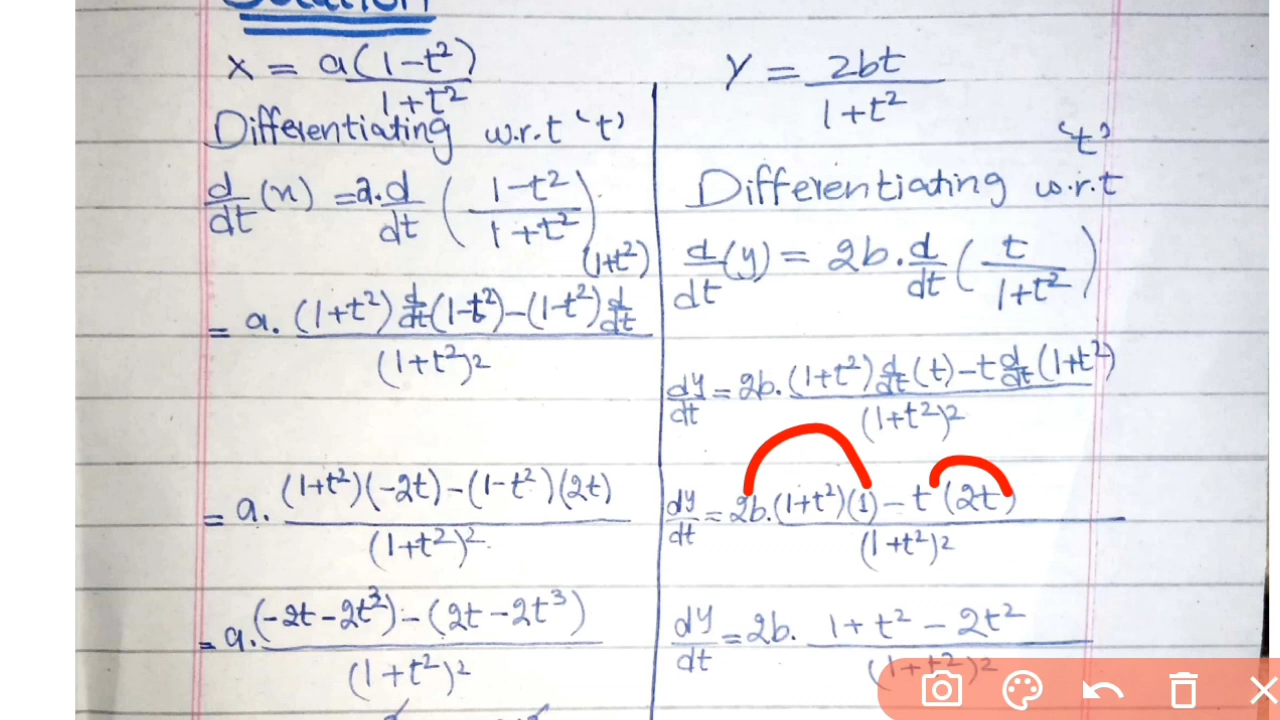 Solution
x = a(1-t²)/1+t²
Differentiating w.r.t 't'
d/dt (x) = a.d/dt (1-t²/1+t²)
= a. (1+t²) d/dt (1-t²) - (1-t²) d/dt (1+t²)/(1+t²)²
= a. (1+t²)(-2t) - (1-t²)(2t)/(1+t²)²
= a. (-2t-2t³) - (2t-2t³)/(1+t²)²
y = 2bt/1+t²
Differentiating w.r.t 't'
d/dt (y) = 2b. d/dt (t/1+t²)
dy/dt = 2b. (1+t²) d/dt (t) - t d/dt (1+t²)/(1+t²)²
dy/dt = 2b. (1+t²)(1) - t (2t)/(1+t²)²
dy/dt = 2b. 1+t²-2t²/(1+t²)²